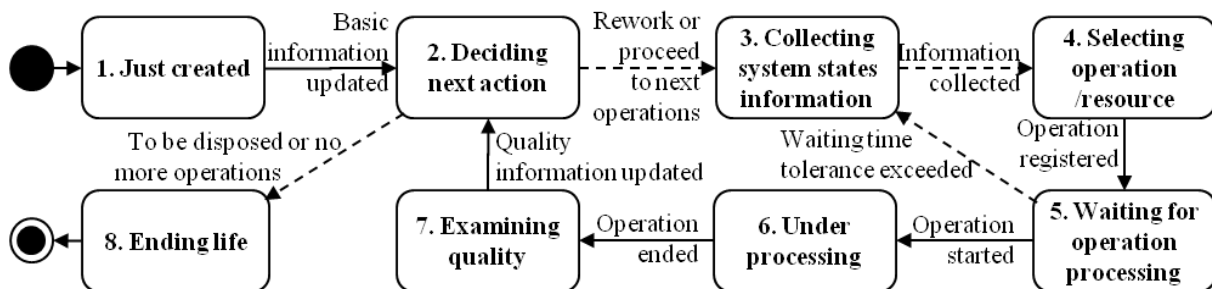 1. Just created
Basic
information
updated
2. Deciding
next action
Rework or
proceed
to next
operations
3. Collecting
system states
information
Information
collected
4. Selecting
operation
/resource
Operation
registered
5. Waiting for
operation
processing
Waiting time
tolerance exceeded
Operation
started
6. Under
processing
Operation
ended
7. Examining
quality
Quality
information updated
To be disposed or no
more operations
8. Ending life